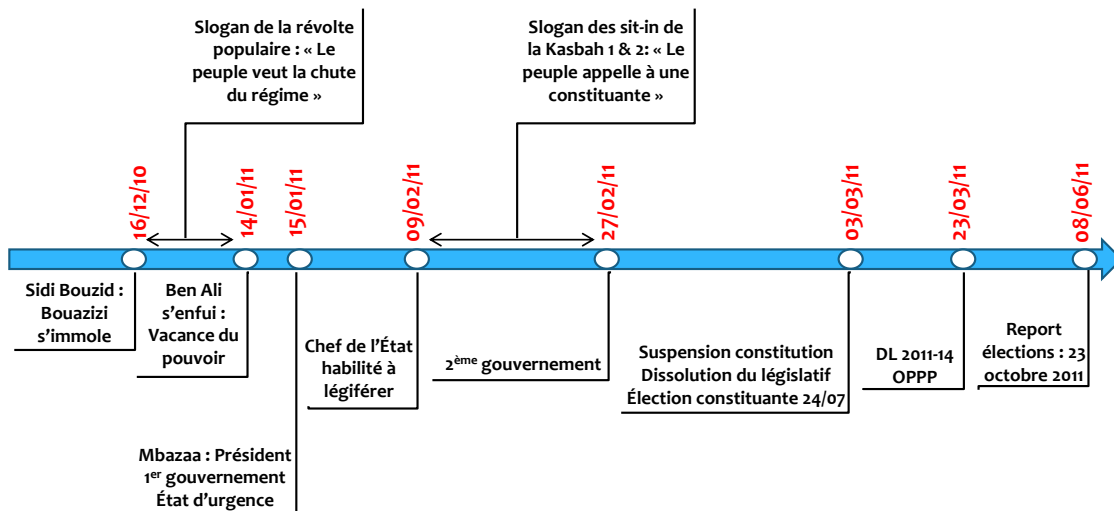 Slogan de la révolte
populaire : « Le
peuple veut la chute
du régime »
Slogan des sit-in de
la Kasbah 1 & 2: « Le
peuple appelle à une
constituante »
16/12/10
14/01/11
15/01/11
09/02/11
27/02/11
03/03/11
23/03/11
08/06/11
Sidi Bouzid :
Bouazizi
s’immole
Ben Ali
s’enfui :
Vacance du
pouvoir
Mbazaa : Président
1er gouvernement
État d’urgence
Chef de l’État
habilité à
légiférer
2ème gouvernement
Suspension constitution
Dissolution du législatif
Élection constituante 24/07
DL 2011-14
OPPP
Report
élections : 23
octobre 2011